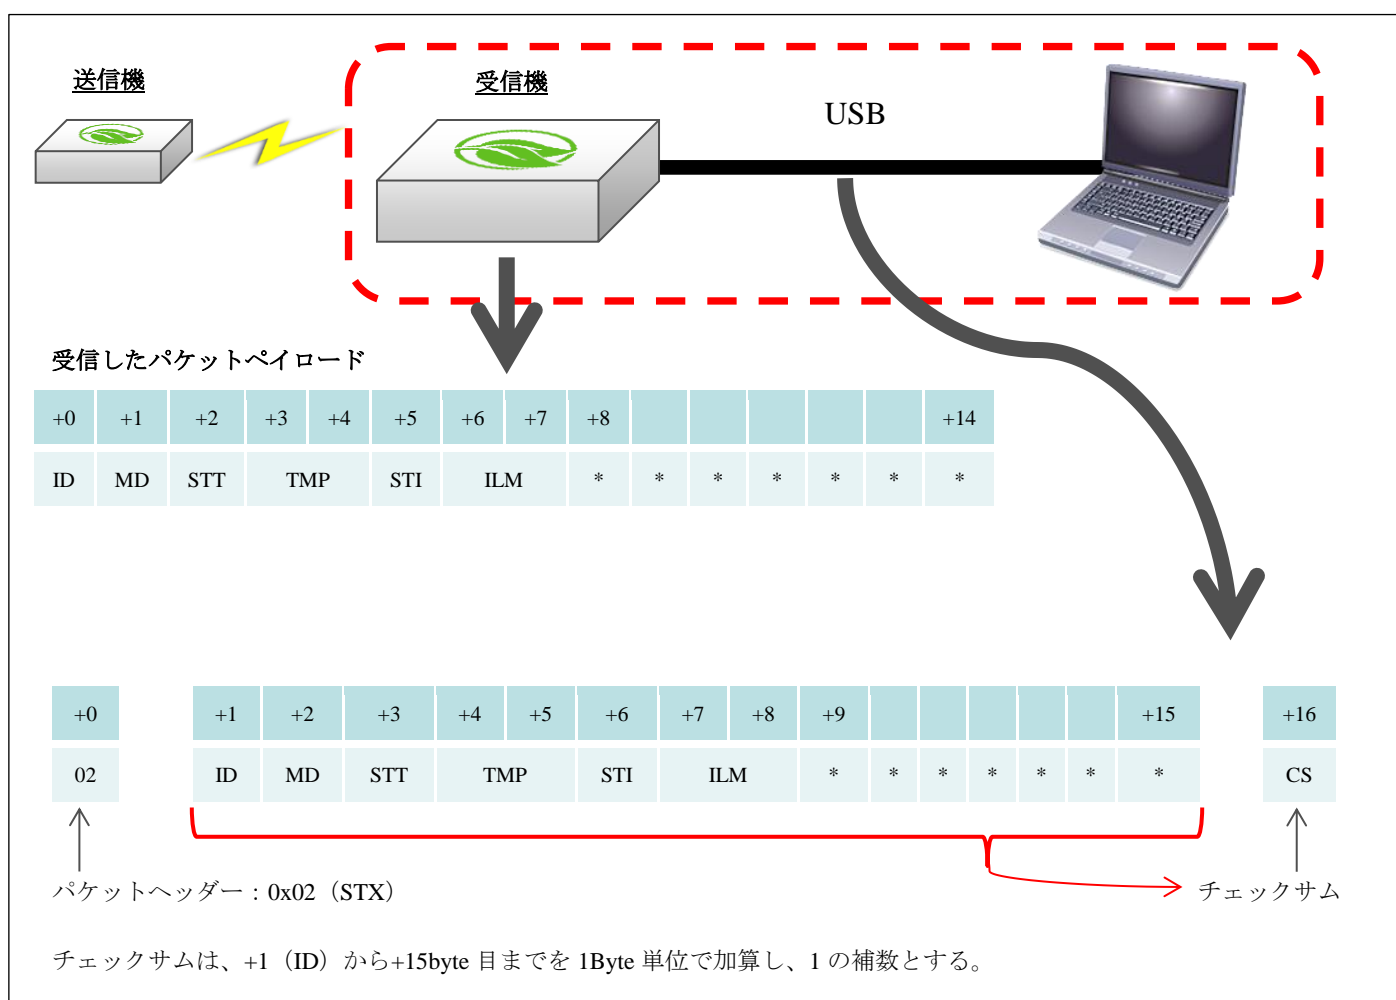 送信機
受信機
USB
受信したパケットペイロード
+0 +1 +2 +3 +4 +5 +6 +7 +8 +14
ID MD STT TMP STI ILM * * * * * * *
+0 +1 +2 +3 +4 +5 +6 +7 +8 +9 +15 +16
02 ID MD STT TMP STI ILM * * * * * * * CS
パケットヘッダー：0x02（STX）
チェックサム
チェックサムは、+1（ID）から+15byte 目までを 1Byte 単位で加算し、1 の補数とする。